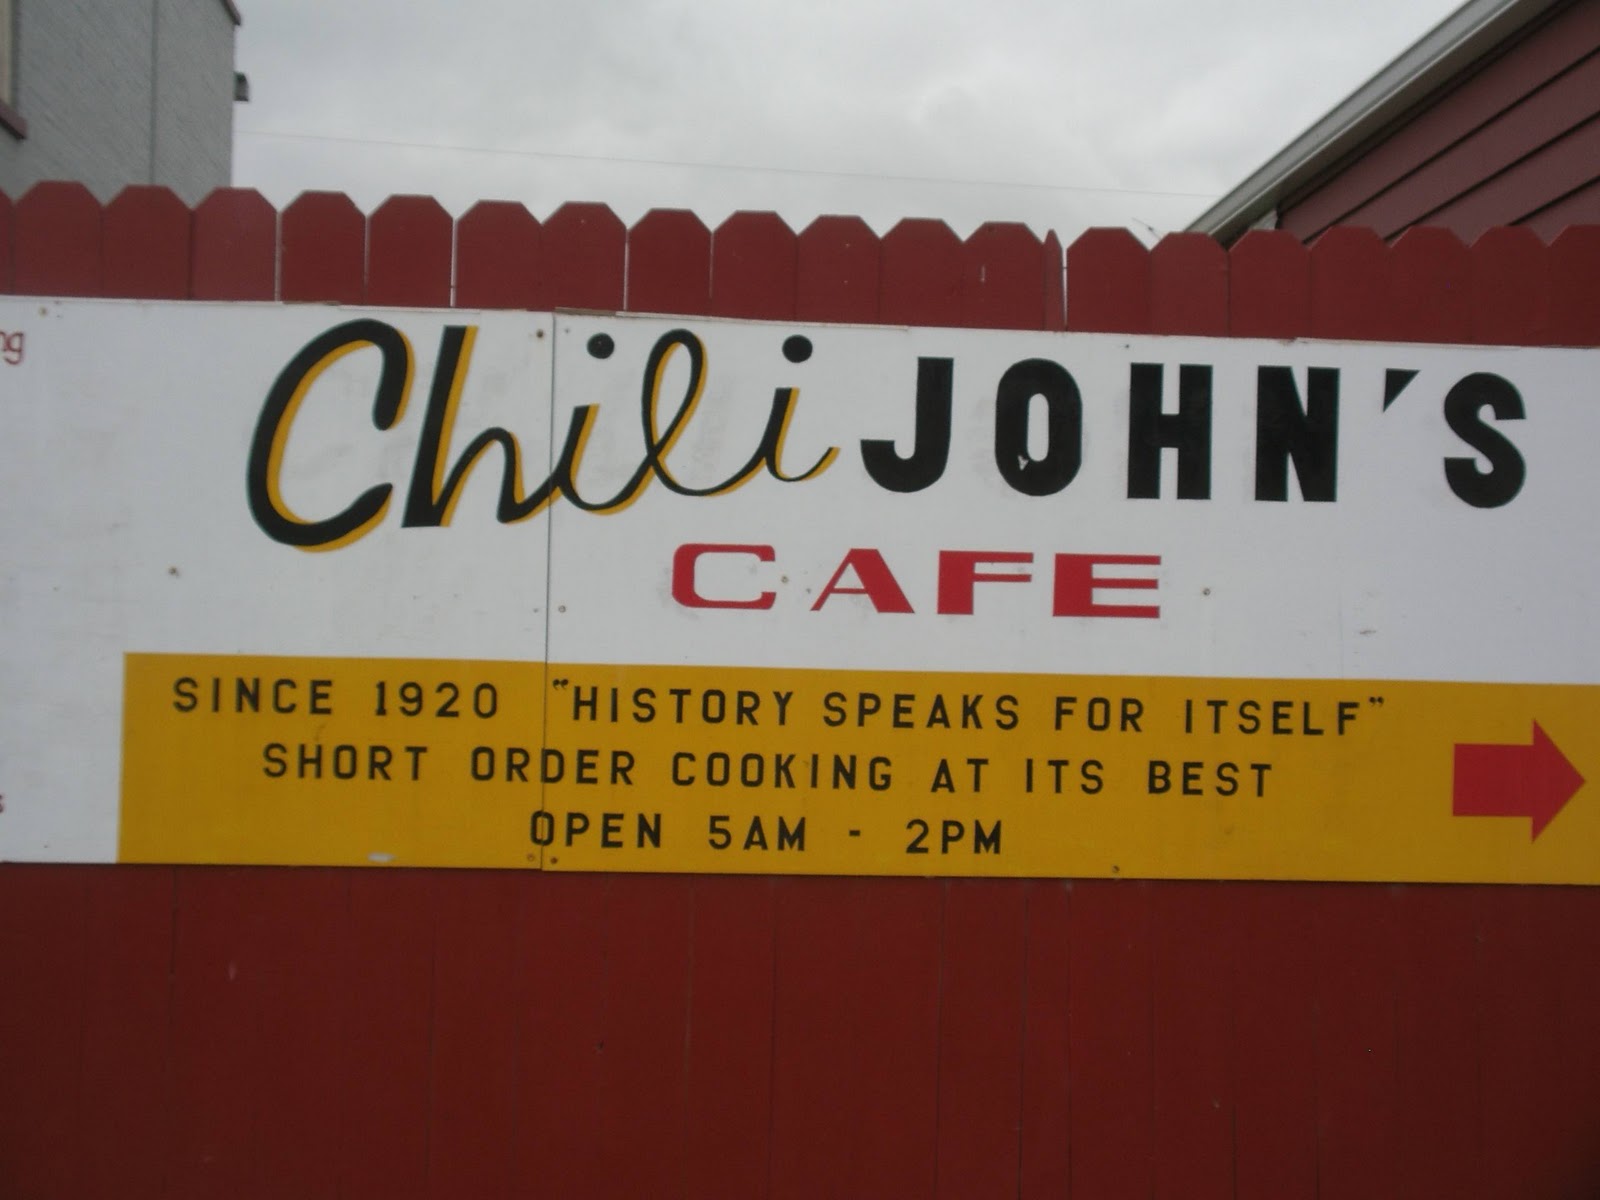 Chili JOHN'S
CAFE
SINCE 1920 "HISTORY SPEAKS FOR ITSELF"
SHORT ORDER COOKING AT ITS BEST
OPEN 5AM - 2PM